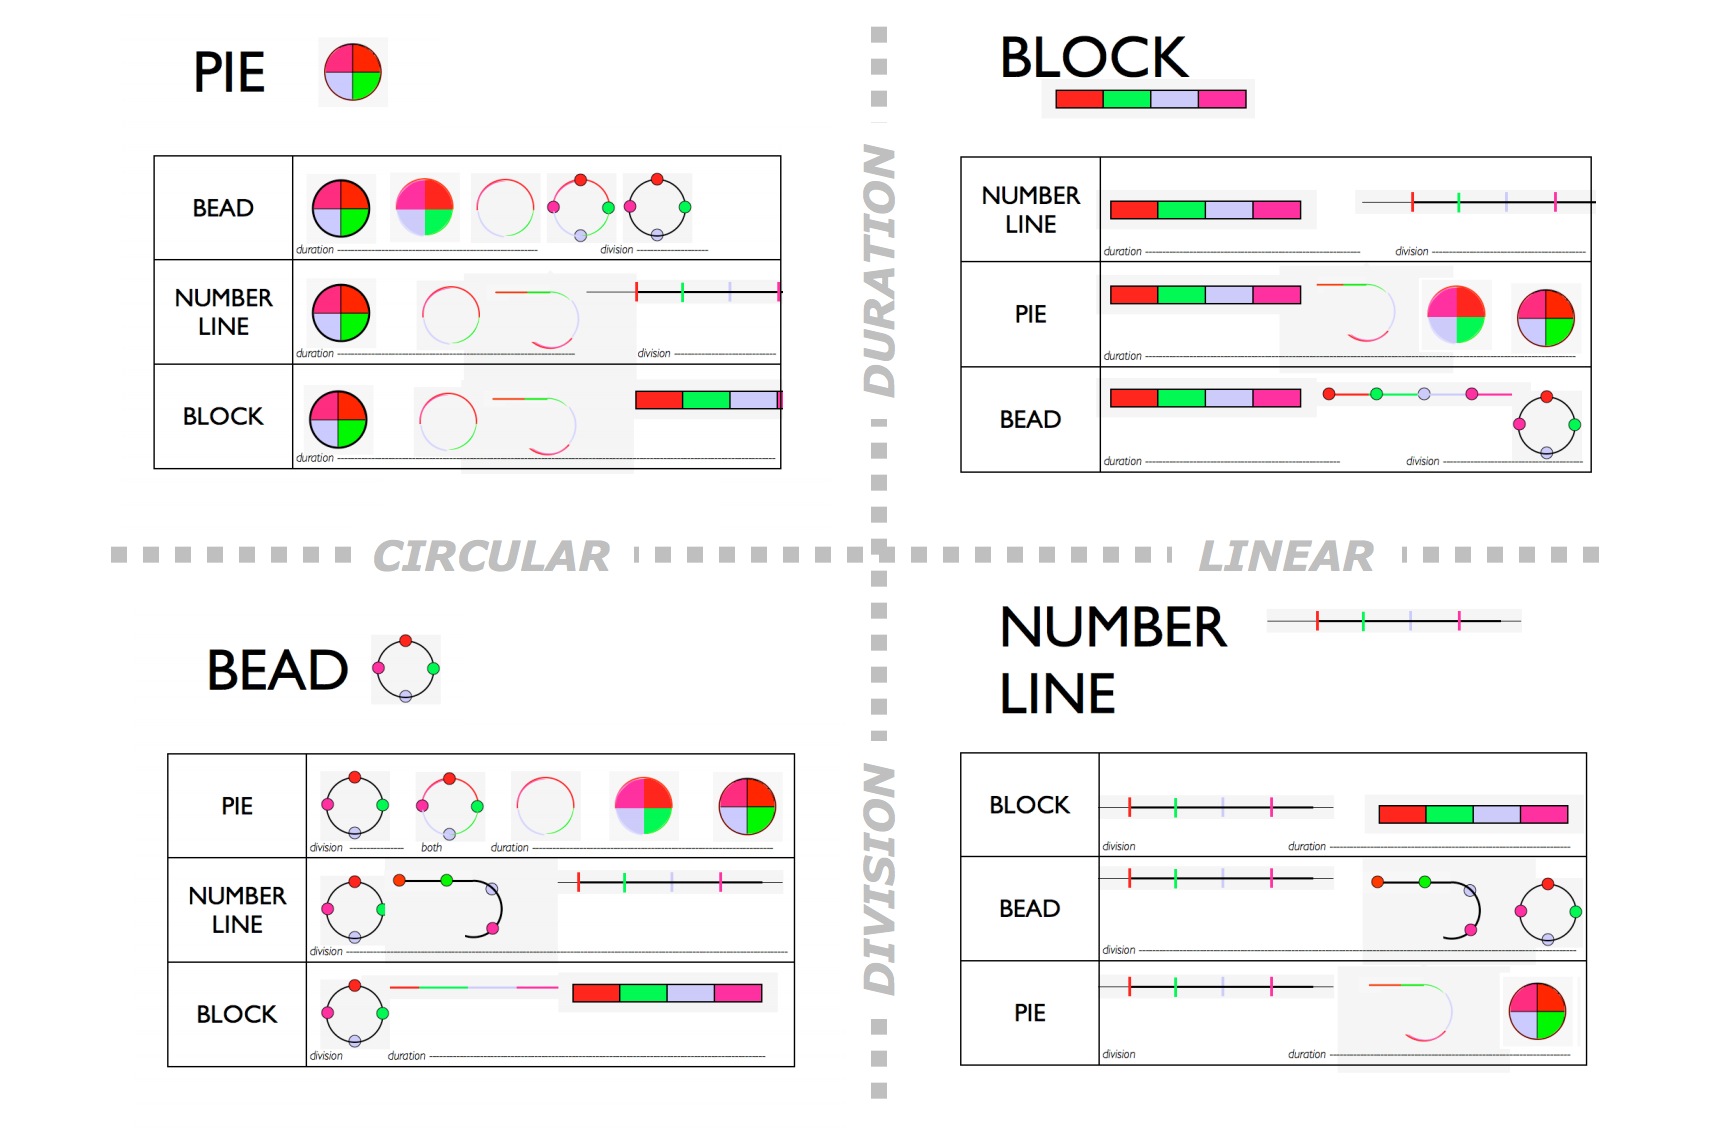 PIE
BEAD
duration
division
NUMBER
LINE
duration
division
BLOCK
duration
BLOCK
NUMBER
LINE
duration
division
PIE
duration
BEAD
duration
division
DURATION
CIRCULAR
LINEAR
DIVISION
BEAD
PIE
division
both
duration
NUMBER
LINE
division
BLOCK
division
duration
NUMBER
LINE
BLOCK
division
duration
BEAD
division
PIE
division
duration